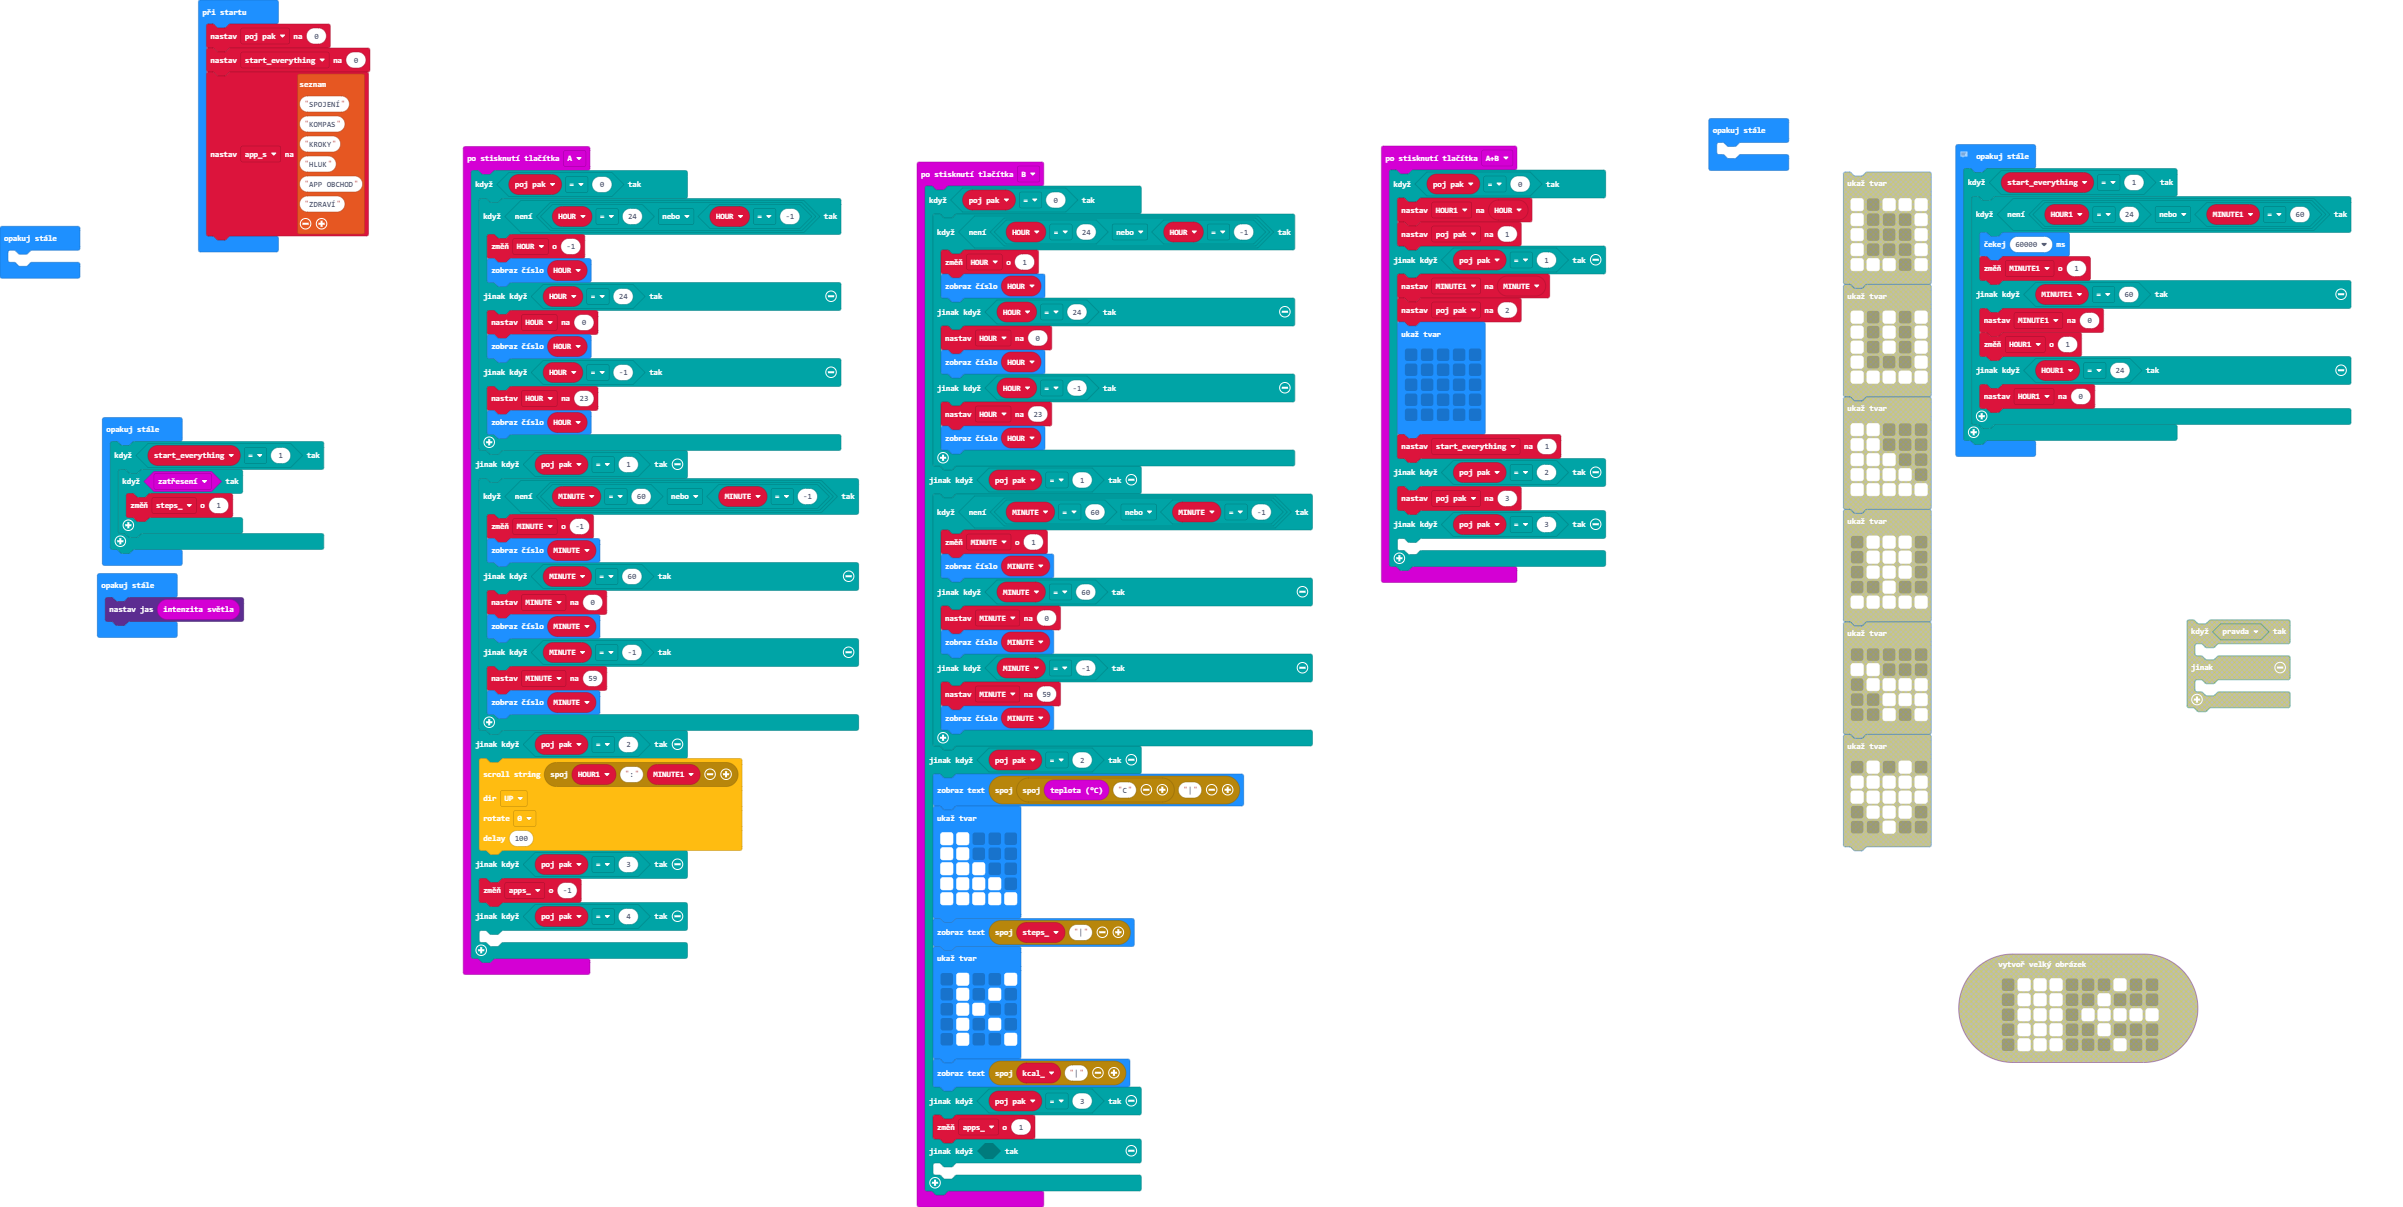 při startu
nastav poj pak na 0
nastav start_everything na 0
nastav app_s na
seznam
"SPOJENÍ"
"KOMPAS"
"KROKY"
"HLUK"
"APP OBCHOD"
"ZDRAVÍ"
opakuj stále
opakuj stále
když start_everything = 1 tak
když zatřesení tak
změň steps_ o 1
opakuj stále
nastav jas intenzita světla
po stisknutí tlačítka A
když poj pak = 0 tak
když není HOUR = 24 nebo HOUR = -1 tak
změň HOUR o -1
zobraz číslo HOUR
jinak když HOUR = 24 tak
nastav HOUR na 0
zobraz číslo HOUR
jinak když HOUR = -1 tak
nastav HOUR na 23
zobraz číslo HOUR
jinak když poj pak = 1 tak
když není MINUTE = 60 nebo MINUTE = -1 tak
změň MINUTE o -1
zobraz číslo MINUTE
jinak když MINUTE = 60 tak
nastav MINUTE na 0
zobraz číslo MINUTE
jinak když MINUTE = -1 tak
nastav MINUTE na 59
zobraz číslo MINUTE
jinak když poj pak = 2 tak
scroll string spoj HOUR1 ":" MINUTE1
dir UP
rotate 0
delay 100
jinak když poj pak = 3 tak
změň apps_ o -1
jinak když poj pak = 4 tak
po stisknutí tlačítka B
když poj pak = 0 tak
když není HOUR = 24 nebo HOUR = -1 tak
změň HOUR o 1
zobraz číslo HOUR
jinak když HOUR = 24 tak
nastav HOUR na 0
zobraz číslo HOUR
jinak když HOUR = -1 tak
nastav HOUR na 23
zobraz číslo HOUR
jinak když poj pak = 1 tak
když není MINUTE = 60 nebo MINUTE = -1 tak
změň MINUTE o 1
zobraz číslo MINUTE
jinak když MINUTE = 60 tak
nastav MINUTE na 0
zobraz číslo MINUTE
jinak když MINUTE = -1 tak
nastav MINUTE na 59
zobraz číslo MINUTE
jinak když poj pak = 2 tak
zobraz text spoj spoj teplota (°C) "C" "|"
ukaž tvar
zobraz text spoj steps_ "|"
ukaž tvar
zobraz text spoj kcal_ "|"
jinak když poj pak = 3 tak
změň apps_ o 1
jinak když tak
po stisknutí tlačítka A+B
když poj pak = 0 tak
nastav HOUR1 na HOUR
nastav poj pak na 1
jinak když poj pak = 1 tak
nastav MINUTE1 na MINUTE
nastav poj pak na 2
ukaž tvar
nastav start_everything na 1
jinak když poj pak = 2 tak
nastav poj pak na 3
jinak když poj pak = 3 tak
opakuj stále
ukaž tvar
ukaž tvar
ukaž tvar
ukaž tvar
ukaž tvar
ukaž tvar
opakuj stále
když start_everything = 1 tak
když není HOUR1 = 24 nebo MINUTE1 = 60 tak
čekej 60000 ms
změň MINUTE1 o 1
jinak když MINUTE1 = 60 tak
nastav MINUTE1 na 0
změň HOUR1 o 1
jinak když HOUR1 = 24 tak
nastav HOUR1 na 0
když pravda tak
jinak
vytvoř velký obrázek